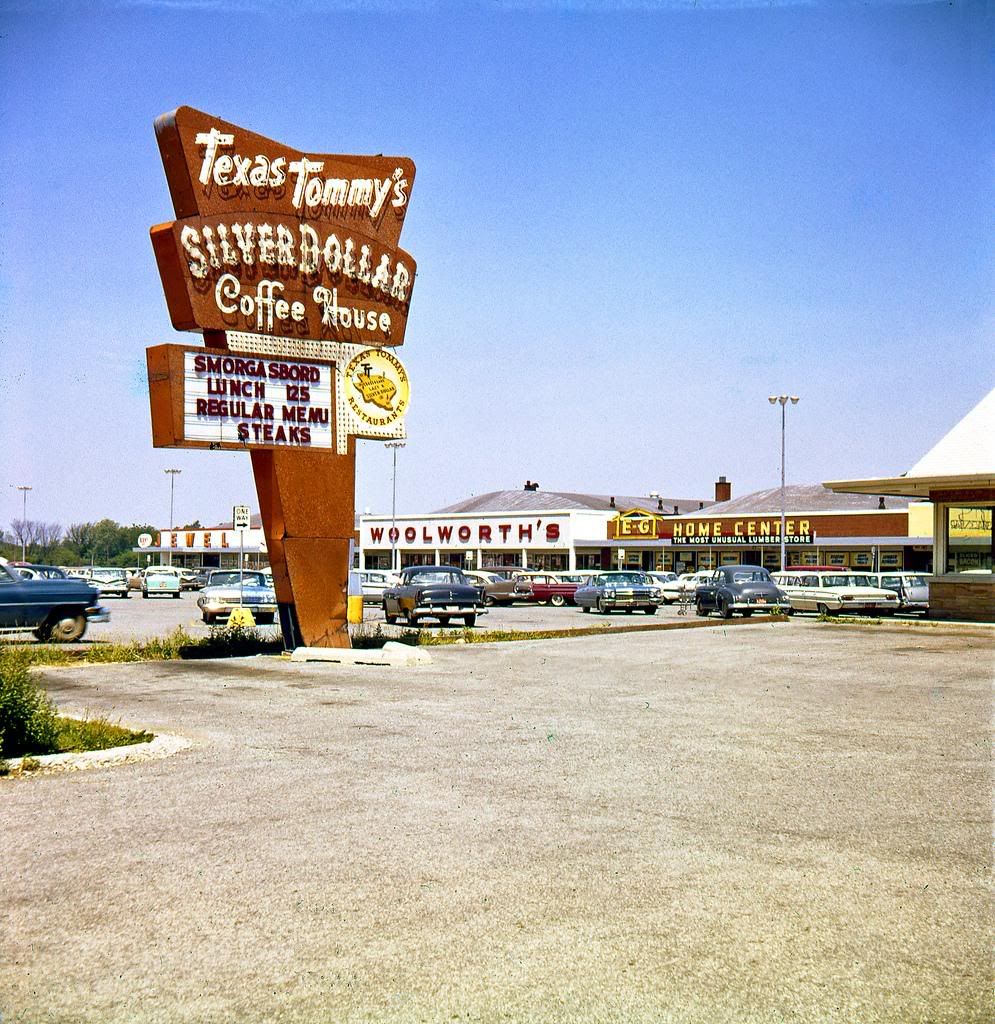 Texas Tommy's
SILVER DOLLAR
Coffee House
SMORGASBORD
LUNCH 125
REGULAR MENU
STEAKS
TEXAS TOMMY'S
TT
RESTAURANTS
ONE
WAY
JEWEL
WOOLWORTH'S
E-G HOME CENTER
THE MOST UNUSUAL LUMBER STORE